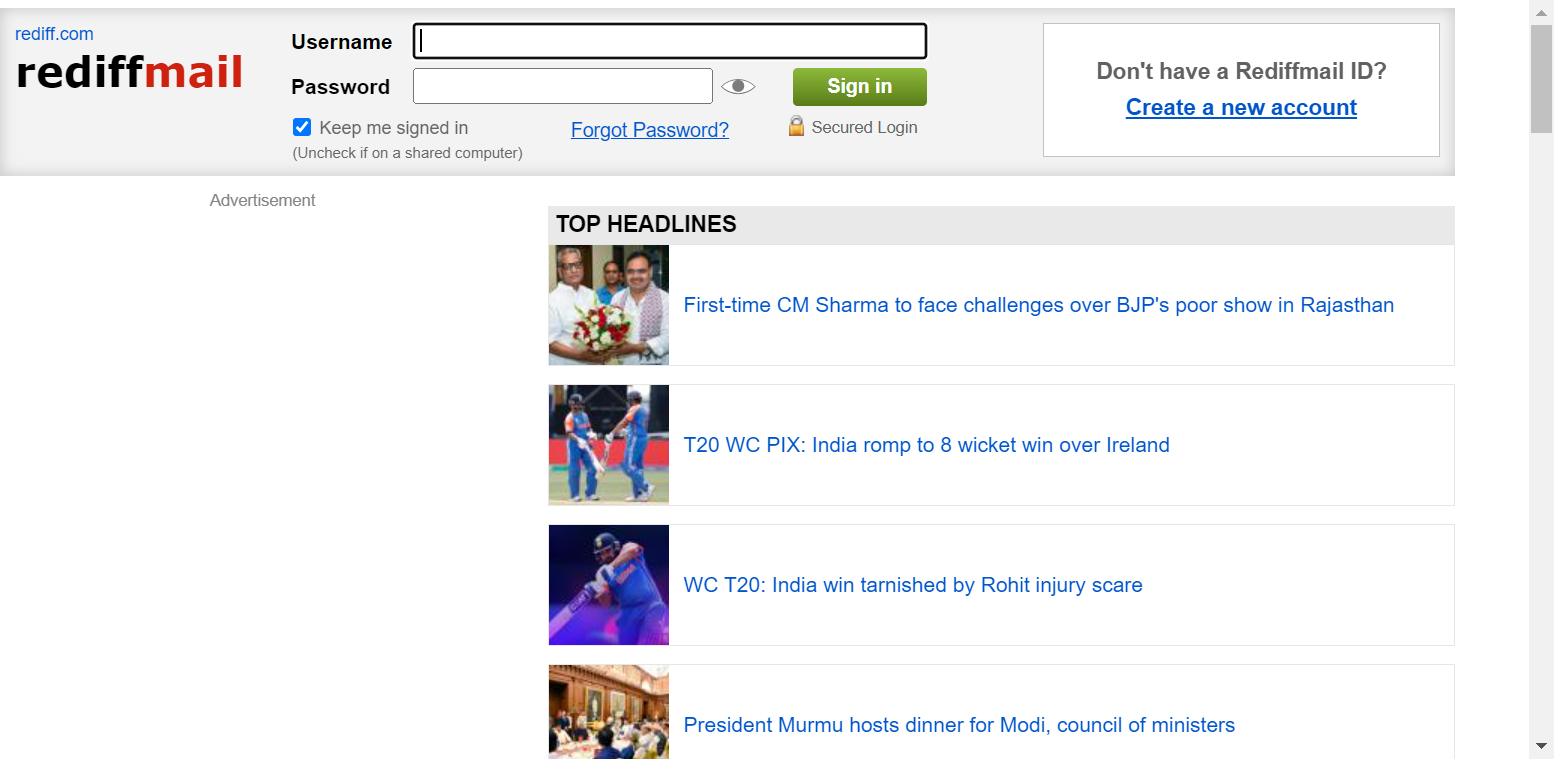 rediff.com
rediffmail
Username
Password
Sign in
Keep me signed in
(Uncheck if on a shared computer)
Forgot Password?
Secured Login
Don't have a Rediffmail ID?
Create a new account
Advertisement
TOP HEADLINES
First-time CM Sharma to face challenges over BJP's poor show in Rajasthan
T20 WC PIX: India romp to 8 wicket win over Ireland
WC T20: India win tarnished by Rohit injury scare
President Murmu hosts dinner for Modi, council of ministers